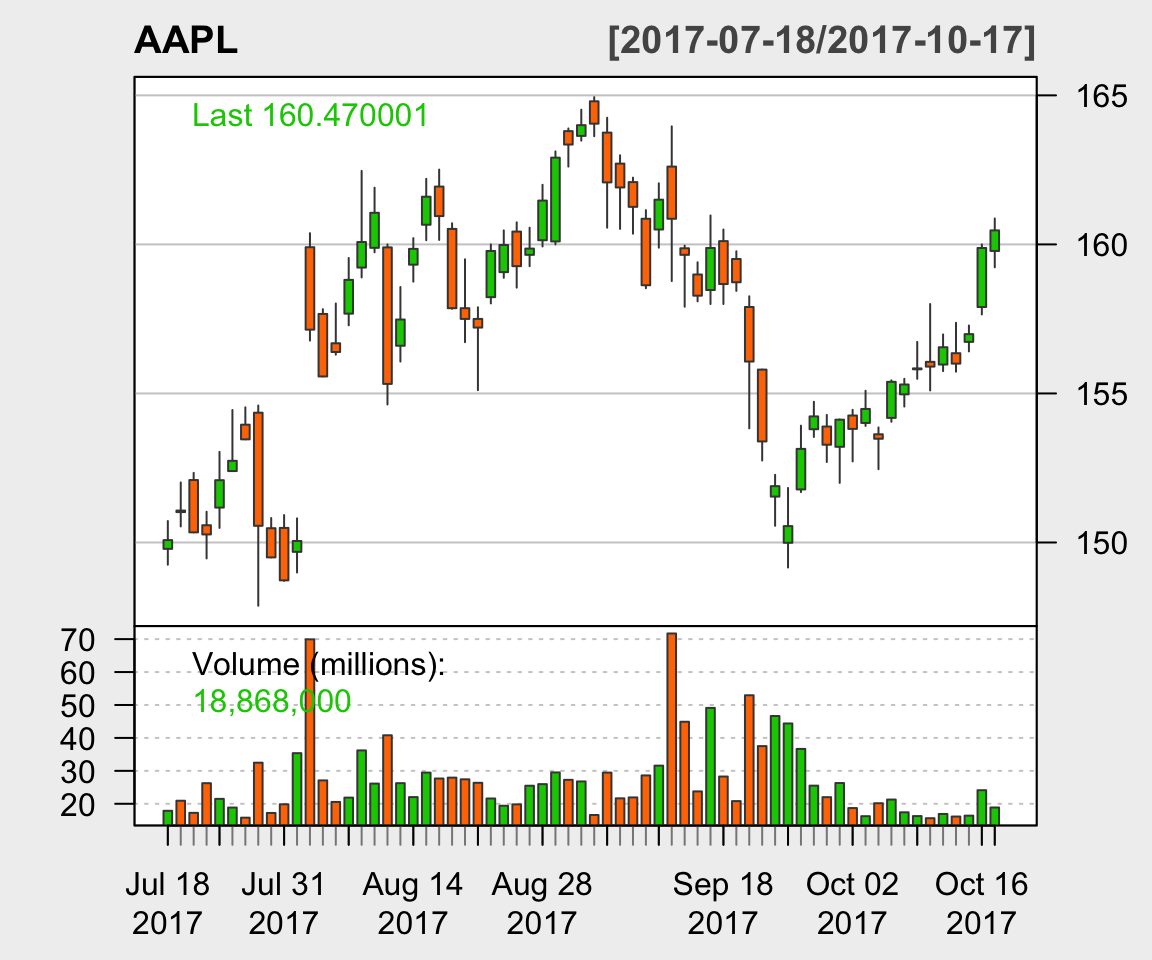 AAPL [2017-07-18/2017-10-17]
Last 160.470001
165
160
155
150
Volume (millions):
18,868,000
70
60
50
40
30
20
Jul 18 Jul 31 Aug 14 Aug 28 Sep 18 Oct 02 Oct 16
2017 2017 2017 2017 2017 2017 2017